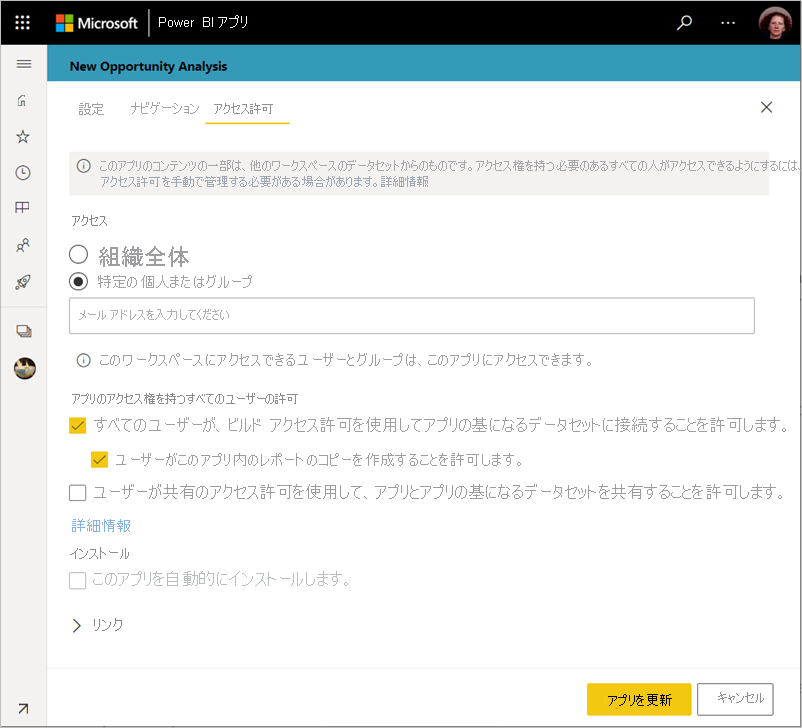 Microsoft Power BI アプリ
New Opportunity Analysis
設定 ナビゲーション アクセス許可
このアプリのコンテンツの一部は、他のワークスペースのデータセットからのものです。アクセス権を持つ必要のあるすべての人がアクセスできるようにするには、
アクセス許可を手動で管理する必要がある場合があります。詳細情報
アクセス
組織全体
特定の個人またはグループ
メール アドレスを入力してください
このワークスペースにアクセスできるユーザーとグループは、このアプリにアクセスできます。
アプリのアクセス権を持つすべてのユーザーの許可
すべてのユーザーが、ビルド アクセス許可を使用してアプリの基になるデータセットに接続することを許可します。
ユーザーがこのアプリ内のレポートのコピーを作成することを許可します。
ユーザーが共有のアクセス許可を使用して、アプリとアプリの基になるデータセットを共有することを許可します。
詳細情報
インストール
このアプリを自動的にインストールします。
リンク
アプリを更新 キャンセル